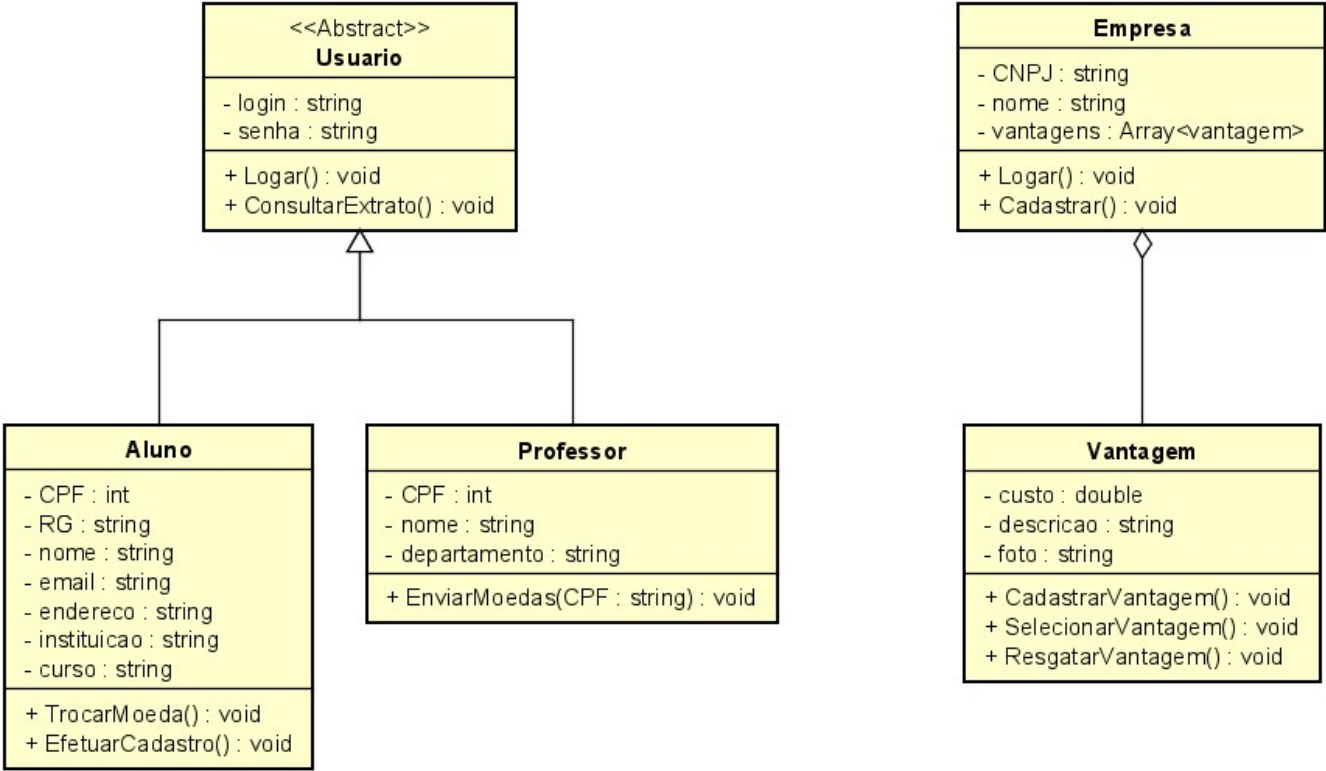 <<Abstract>>
Usuario
- login : string
- senha : string
+ Logar() : void
+ ConsultarExtrato() : void
Empresa
- CNPJ : string
- nome : string
- vantagens : Array<vantagem>
+ Logar() : void
+ Cadastrar() : void
Aluno
- CPF : int
- RG : string
- nome : string
- email : string
- endereco : string
- instituicao : string
- curso : string
+ TrocarMoeda() : void
+ EfetuarCadastro() : void
Professor
- CPF : int
- nome : string
- departamento : string
+ EnviarMoedas(CPF : string) : void
Vantagem
- custo : double
- descricao : string
- foto : string
+ CadastrarVantagem() : void
+ SelecionarVantagem() : void
+ ResgatarVantagem() : void